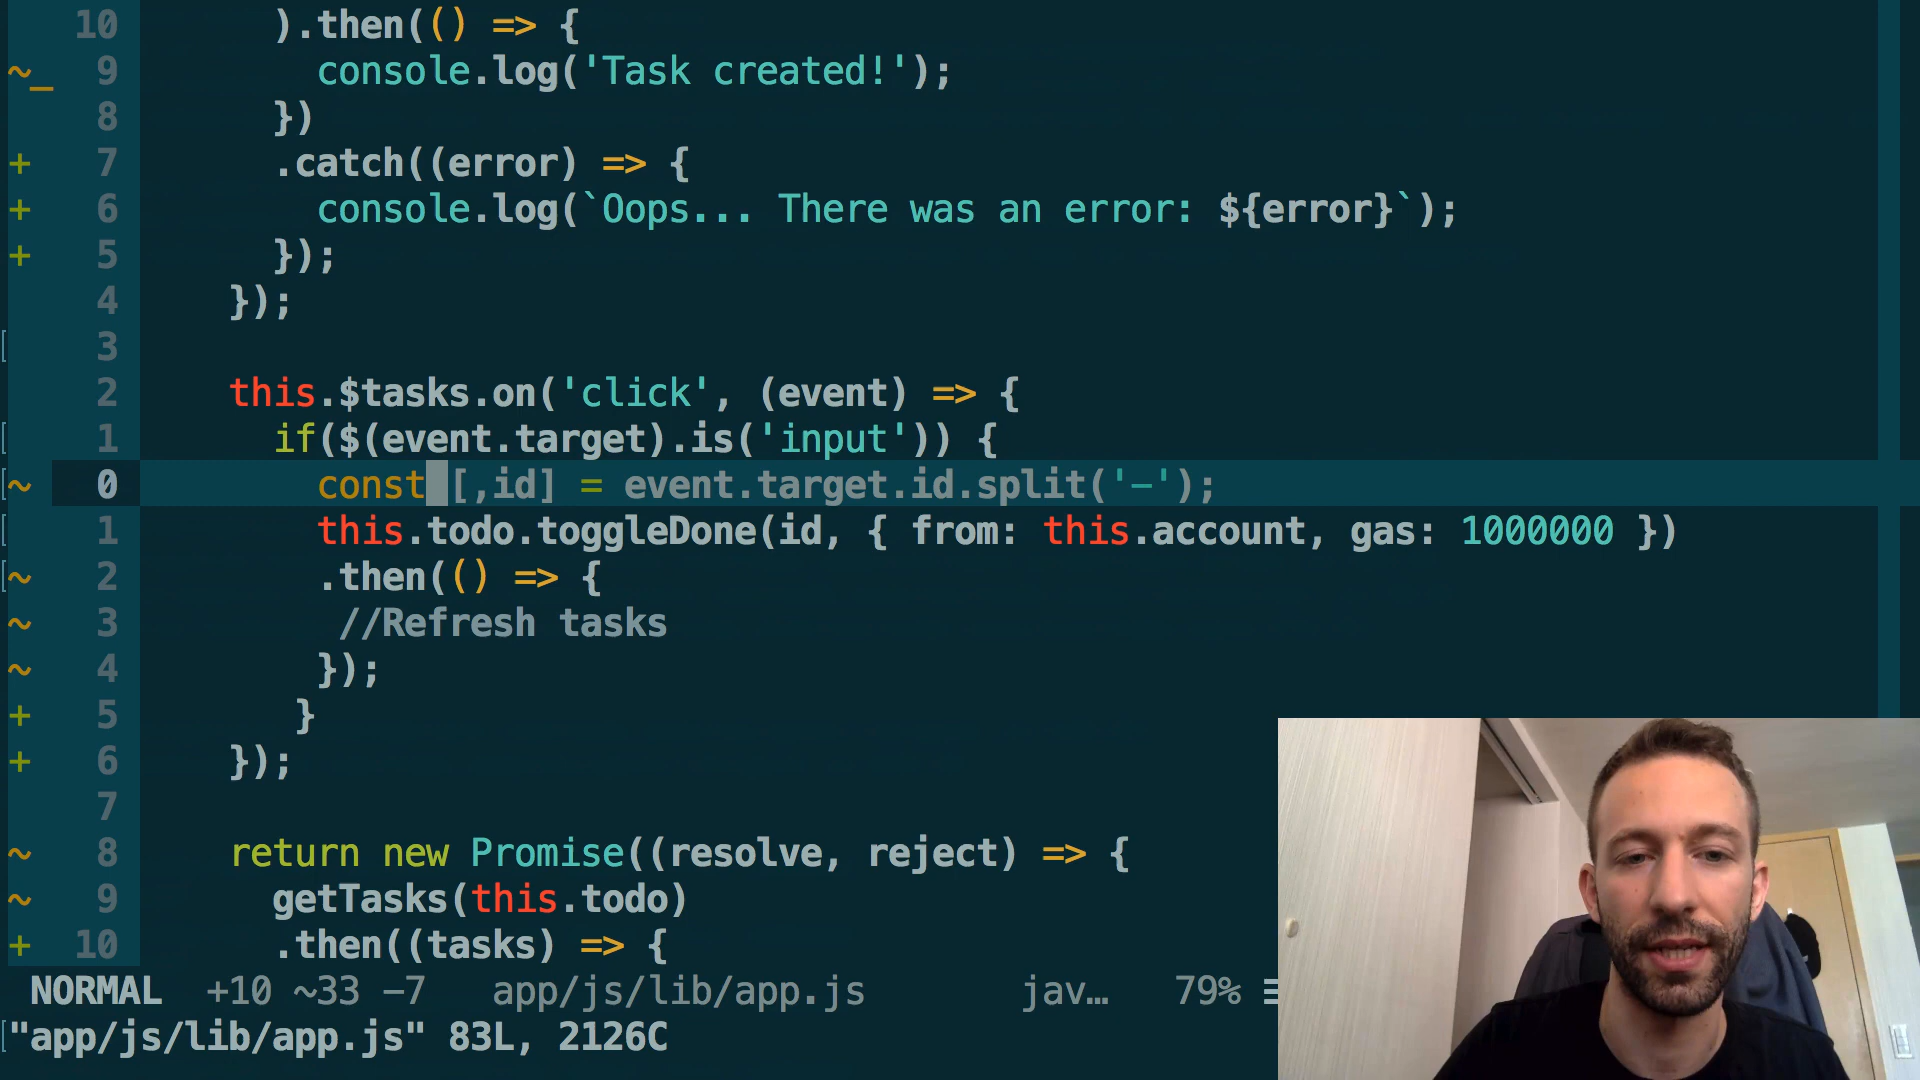 10 ).then(() => {
~_ 9 console.log('Task created!');
8 })
+ 7 .catch((error) => {
+ 6 console.log(`Oops... There was an error: ${error}`);
+ 5 });
4 });
[ 3
2 this.$tasks.on('click', (event) => {
[ 1 if($(event.target).is('input')) {
[~ 0 const [,id] = event.target.id.split('-');
[ 1 this.todo.toggleDone(id, { from: this.account, gas: 1000000 })
[~ 2 .then(() => {
~ 3 //Refresh tasks
~ 4 });
+ 5 }
+ 6 });
7
~ 8 return new Promise((resolve, reject) => {
~ 9 getTasks(this.todo)
+ 10 .then((tasks) => {
NORMAL +10 ~33 -7 app/js/lib/app.js jav… 79% ≡
["app/js/lib/app.js" 83L, 2126C